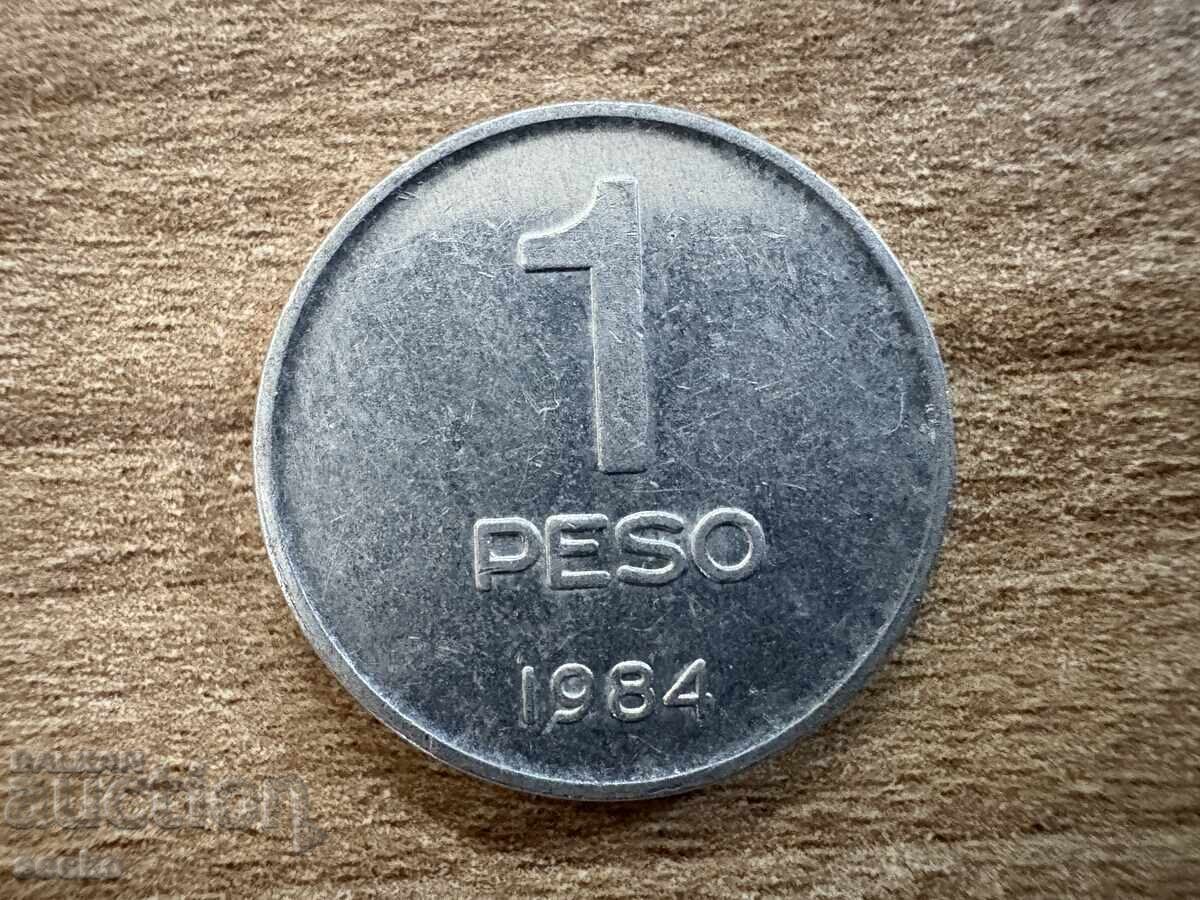 1
PESO
1984
BALKAN
auction